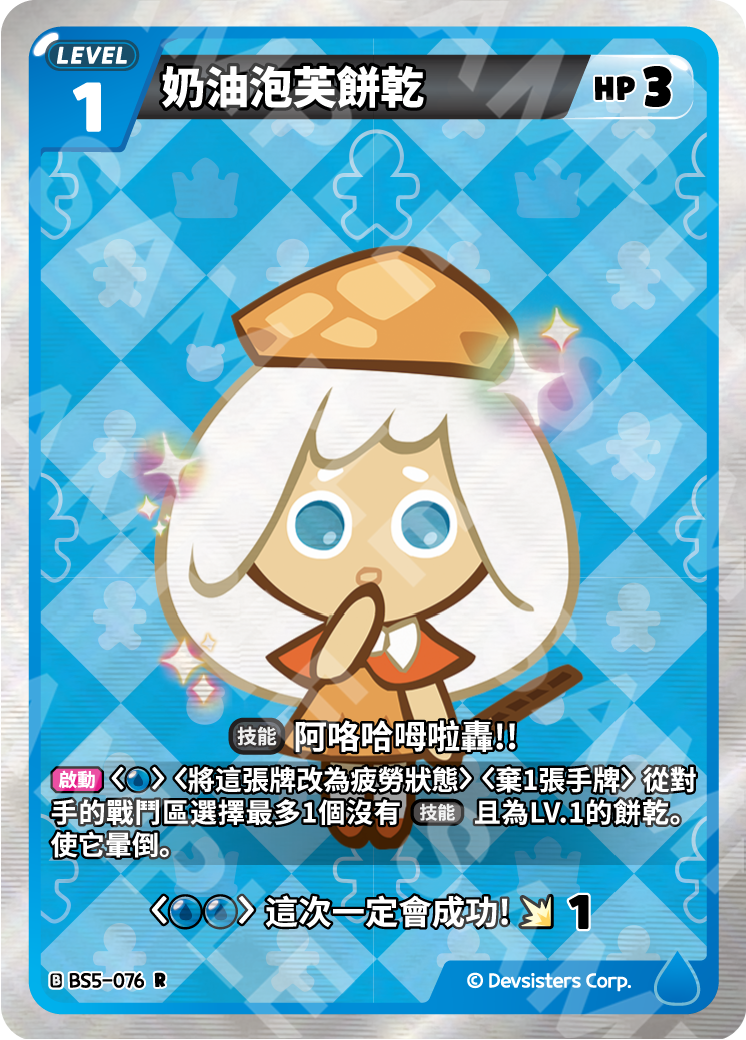 LEVEL
1
奶油泡芙餅乾
HP 3
技能 阿咯哈姆啦轟!!
啟動 〈〉〈將這張牌改為疲勞狀態〉〈棄1張手牌〉從對
手的戰鬥區選擇最多1個沒有 技能 且為LV.1的餅乾。
使它暈倒。
〈〉這次一定會成功! 1
B BS5-076 R
© Devsisters Corp.
SAMPLE